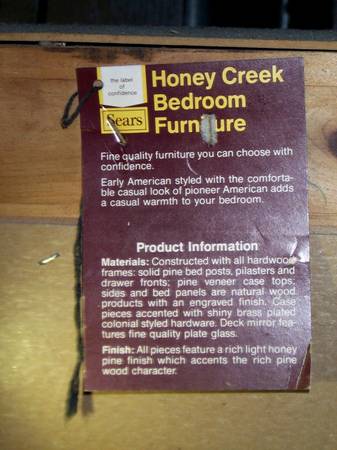 the label
of
confidence
Sears
Honey Creek
Bedroom
Furniture
Fine quality furniture you can choose with
confidence.
Early American styled with the comforta-
ble casual look of pioneer American adds
a casual warmth to your bedroom.
Product Information
Materials: Constructed with all hardwood
frames: solid pine bed posts, pilasters and
drawer fronts; pine veneer case tops,
sides and bed panels are natural wood
products with an engraved finish. Case
pieces accented with shiny brass plated
colonial styled hardware. Deck mirror fea-
tures fine quality plate glass.
Finish: All pieces feature a rich light honey
pine finish which accents the rich pine
wood character.